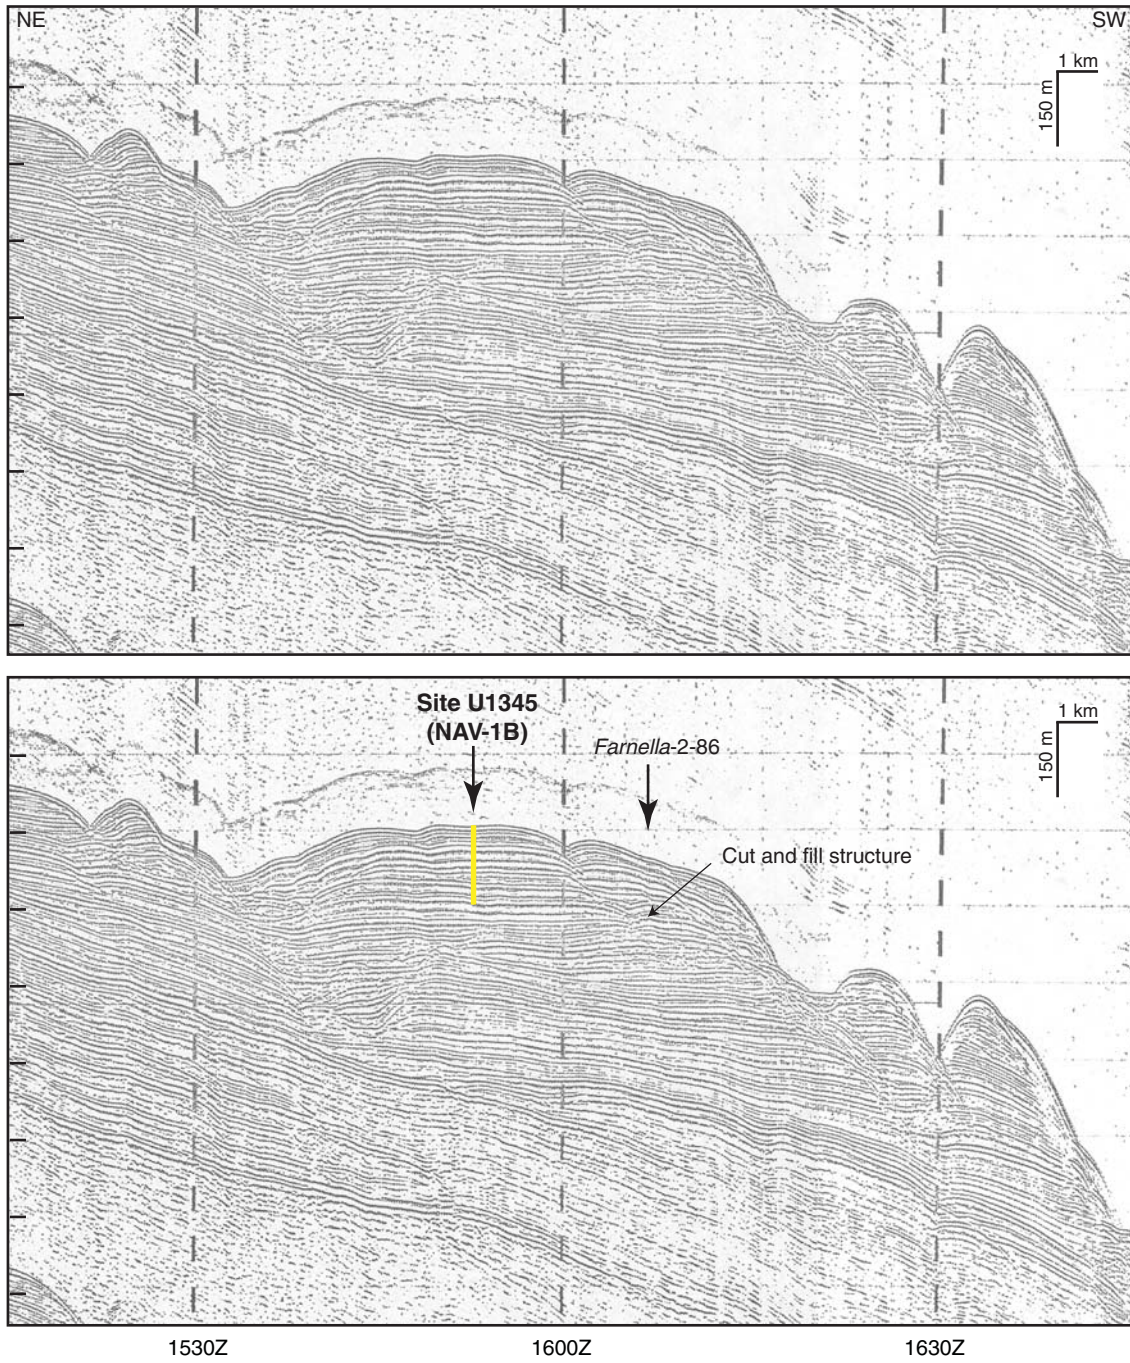 NE
SW
1 km
150 m
Site U1345
(NAV-1B)
Farnella-2-86
1 km
150 m
Cut and fill structure
1530Z
1600Z
1630Z